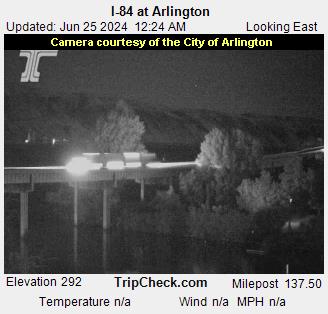 I-84 at Arlington
Updated: Jun 25 2024 12:24 AM Looking East
Camera courtesy of the City of Arlington
Elevation 292 TripCheck.com Milepost 137.50
Temperature n/a Wind n/a MPH n/a